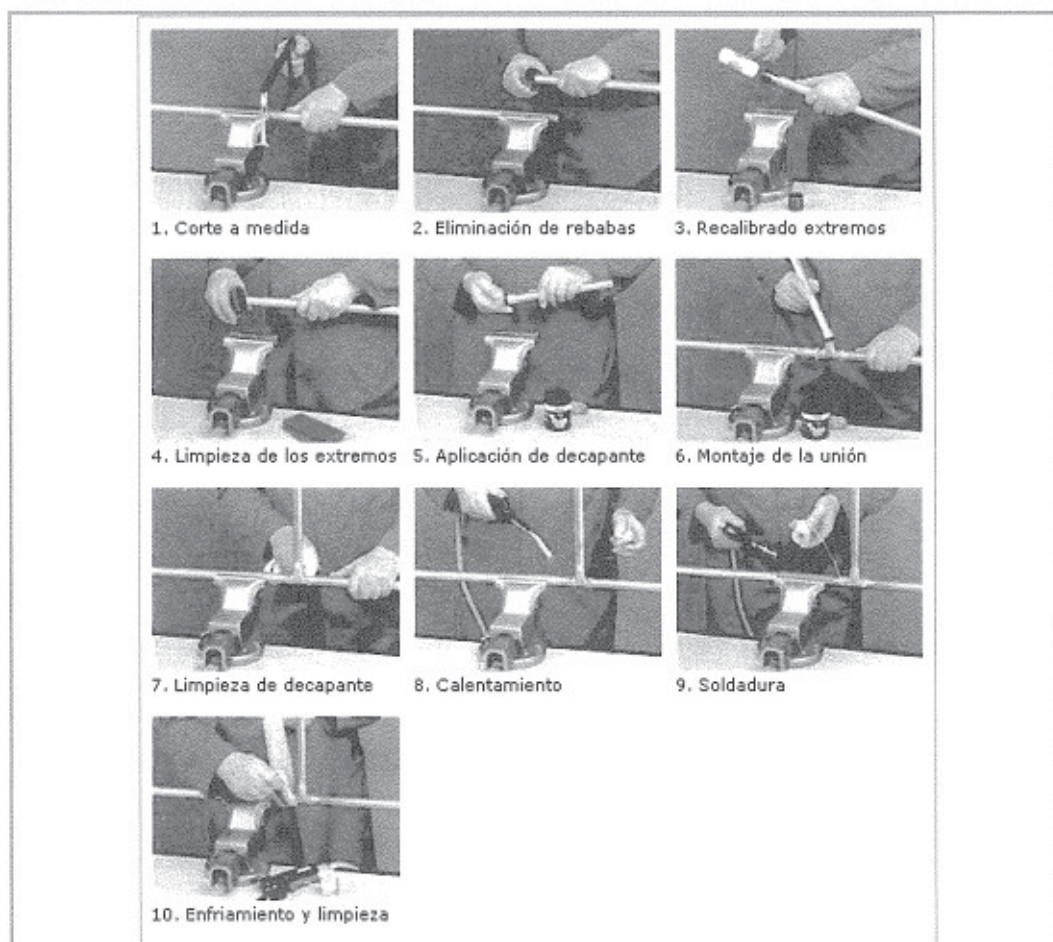 1. Corte a medida
2. Eliminación de rebabas
3. Recalibrado extremos
4. Limpieza de los extremos
5. Aplicación de decapante
6. Montaje de la unión
7. Limpieza de decapante
8. Calentamiento
9. Soldadura
10. Enfriamiento y limpieza